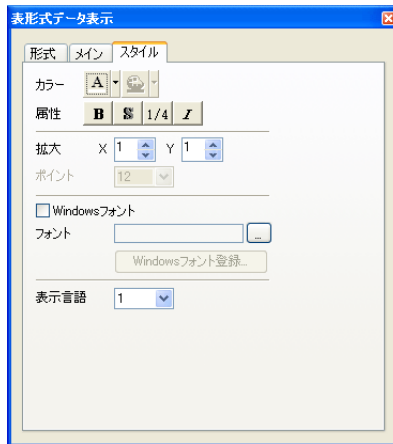 表形式データ表示
形式 メイン スタイル
カラー A
属性 B S 1/4 I
拡大 X 1 Y 1
ポイント 12
Windowsフォント
フォント ...
Windowsフォント登録...
表示言語 1